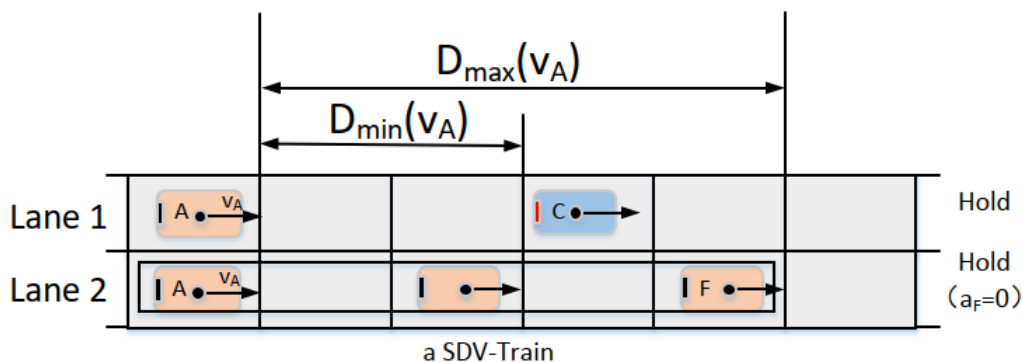 Dmax(vA)
Dmin(vA)
Lane 1 A vA C Hold
Lane 2 A vA F Hold
(aF=0)
a SDV-Train